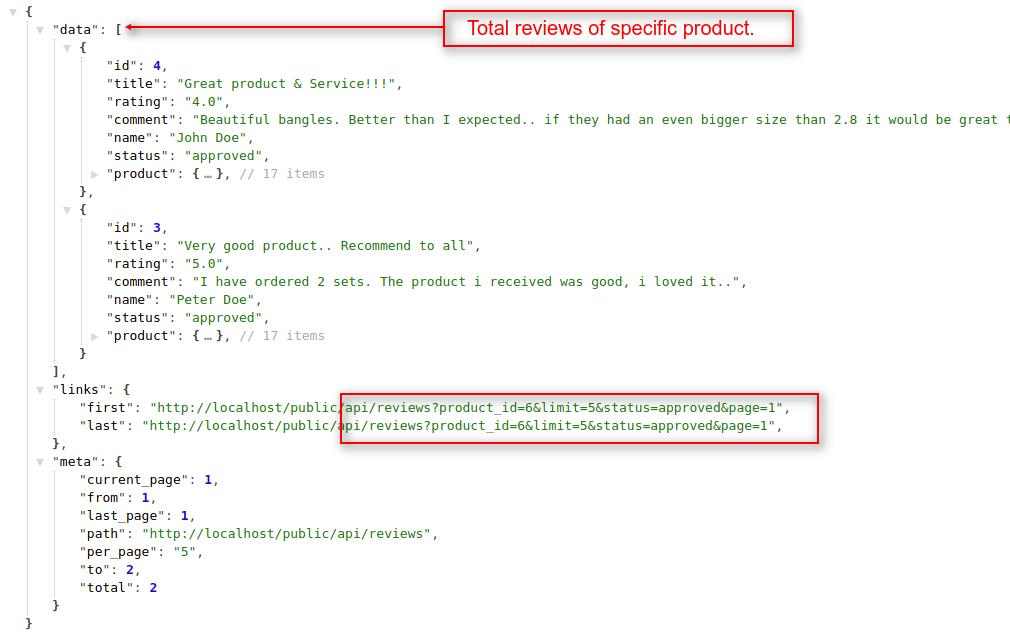 {
"data": [
Total reviews of specific product.
{
"id": 4,
"title": "Great product & Service!!!",
"rating": "4.0",
"comment": "Beautiful bangles. Better than I expected.. if they had an even bigger size than 2.8 it would be great
"name": "John Doe",
"status": "approved",
"product": { … }, // 17 items
},
{
"id": 3,
"title": "Very good product.. Recommend to all",
"rating": "5.0",
"comment": "I have ordered 2 sets. The product i received was good, i loved it..",
"name": "Peter Doe",
"status": "approved",
"product": { … }, // 17 items
}
],
"links": {
"first": "http://localhost/public/api/reviews?product_id=6&limit=5&status=approved&page=1",
"last": "http://localhost/public/api/reviews?product_id=6&limit=5&status=approved&page=1",
},
"meta": {
"current_page": 1,
"from": 1,
"last_page": 1,
"path": "http://localhost/public/api/reviews",
"per_page": "5",
"to": 2,
"total": 2
}
}